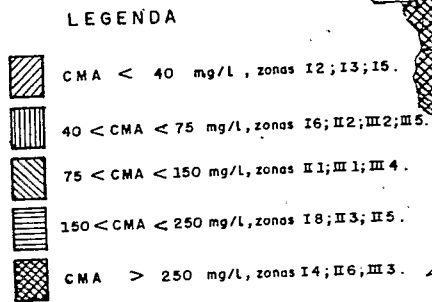 LEGENDA
CMA < 40 mg/l, zonas I2; I3; I5.
40 < CMA < 75 mg/l, zonas I6; II2; III2; III5.
75 < CMA < 150 mg/l, zonas II1; III1; III4.
150 < CMA < 250 mg/l, zonas I8; II3; II5.
CMA > 250 mg/l, zonas I4; II6; III3.